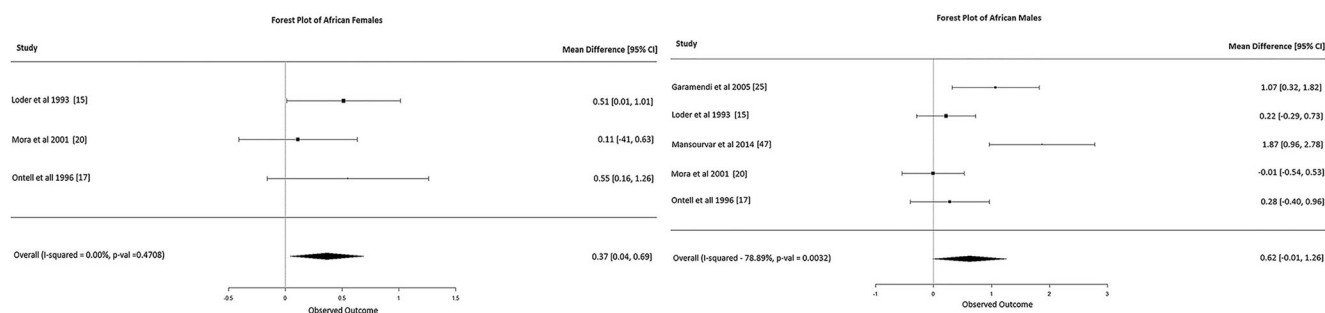 Forest Plot of African Females
Study
Mean Difference [95% CI]
Loder et al 1993 [15]
0.51 [0.01, 1.01]
Mora et al 2001 [20]
0.11 [-41, 0.63]
Ontell et all 1996 [17]
0.55 [0.16, 1.26]
Overall (I-squared = 0.00%, p-val =0.4708)
0.37 [0.04, 0.69]
-0.5 0 0.5 1 1.5
Observed Outcome
Forest Plot of African Males
Study
Mean Difference [95% CI]
Garamendi et al 2005 [25]
1.07 [0.32, 1.82]
Loder et al 1993 [15]
0.22 [-0.29, 0.73]
Mansourvar et al 2014 [47]
1.87 [0.96, 2.78]
Mora et al 2001 [20]
-0.01 [-0.54, 0.53]
Ontell et all 1996 [17]
0.28 [-0.40, 0.96]
Overall (I-squared - 78.89%, p-val = 0.0032)
0.62 [-0.01, 1.26]
-1 0 1 2 3
Observed Outcome